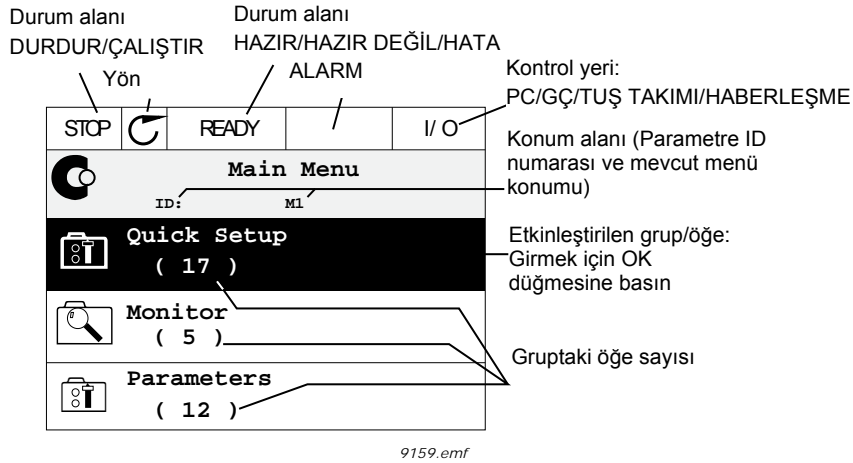 Durum alanı
DURDUR/ÇALIŞTIR
Yön
Durum alanı
HAZIR/HAZIR DEĞİL/HATA
ALARM
Kontrol yeri:
PC/GÇ/TUŞ TAKIMI/HABERLEŞME
STOP
READY
I/ O
Konum alanı (Parametre ID
numarası ve mevcut menü
konumu)
Main Menu
ID:
M1
Quick Setup
( 17 )
Etkinleştirilen grup/öğe:
Girmek için OK
düğmesine basın
Monitor
( 5 )
Gruptaki öğe sayısı
Parameters
( 12 )
9159.emf